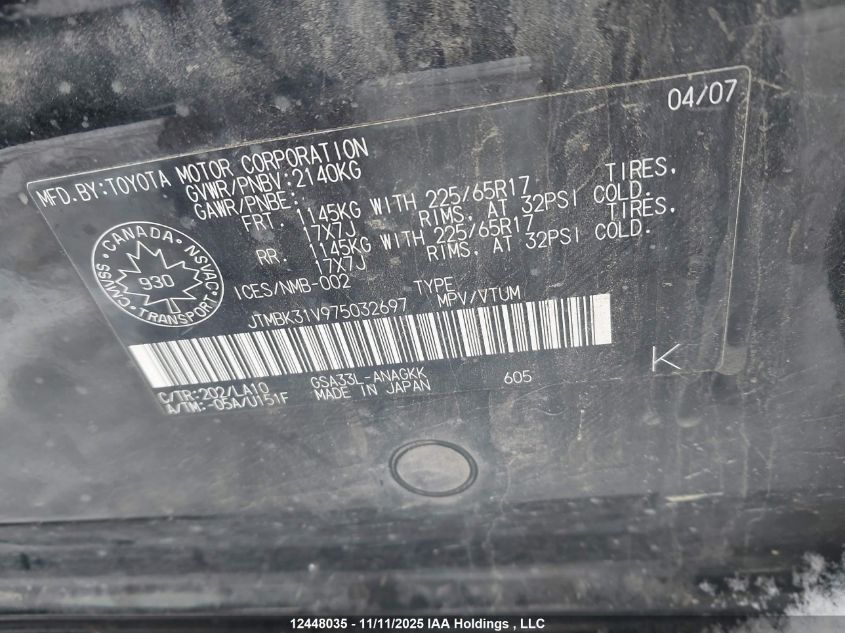 04/07
MFD.BY:TOYOTA MOTOR CORPORATION
GVWR/PNBV:2140KG
GAWR/PNBE:
FRT. 1145KG WITH 225/65R17 TIRES.
17X7J RIMS. AT 32PSI COLD.
RR. 1145KG WITH 225/65R17 TIRES.
17X7J RIMS. AT 32PSI COLD.
CANADA
CMVSS 930 NSVAC
TRANSPORT
ICES/NMB-002 TYPE
JTMBK31V975032697 MPV/VTUM
K
C/TR:202/LA10 GSA33L-ANAGKK 605
A/TM:-05A/U151F MADE IN JAPAN
12448035 - 11/11/2025 IAA Holdings , LLC